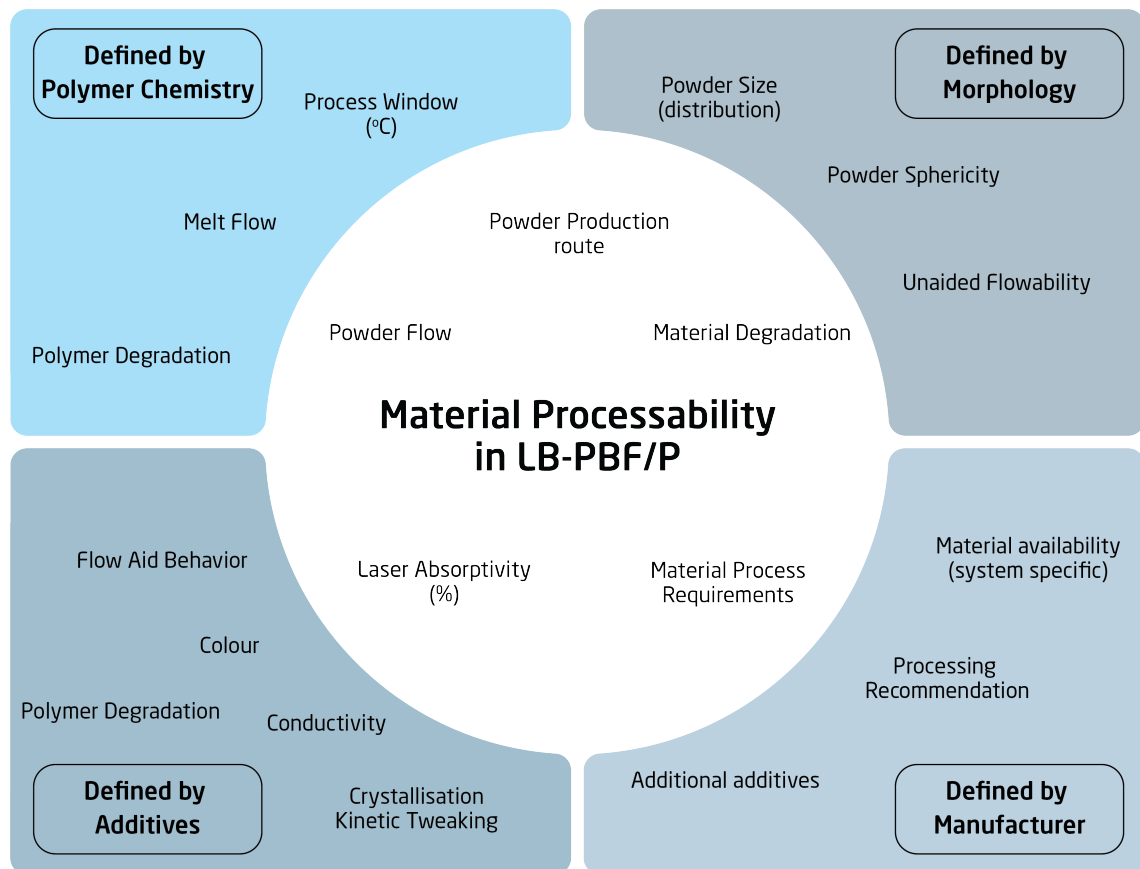 Defined by
Polymer Chemistry
Process Window
(ºC)
Melt Flow
Polymer Degradation
Powder Size
(distribution)
Defined by
Morphology
Powder Sphericity
Unaided Flowability
Powder Production
route
Powder Flow
Material Degradation
Material Processability
in LB-PBF/P
Laser Absorptivity
(%)
Material Process
Requirements
Flow Aid Behavior
Colour
Polymer Degradation
Conductivity
Defined by
Additives
Crystallisation
Kinetic Tweaking
Material availability
(system specific)
Processing
Recommendation
Additional additives
Defined by
Manufacturer